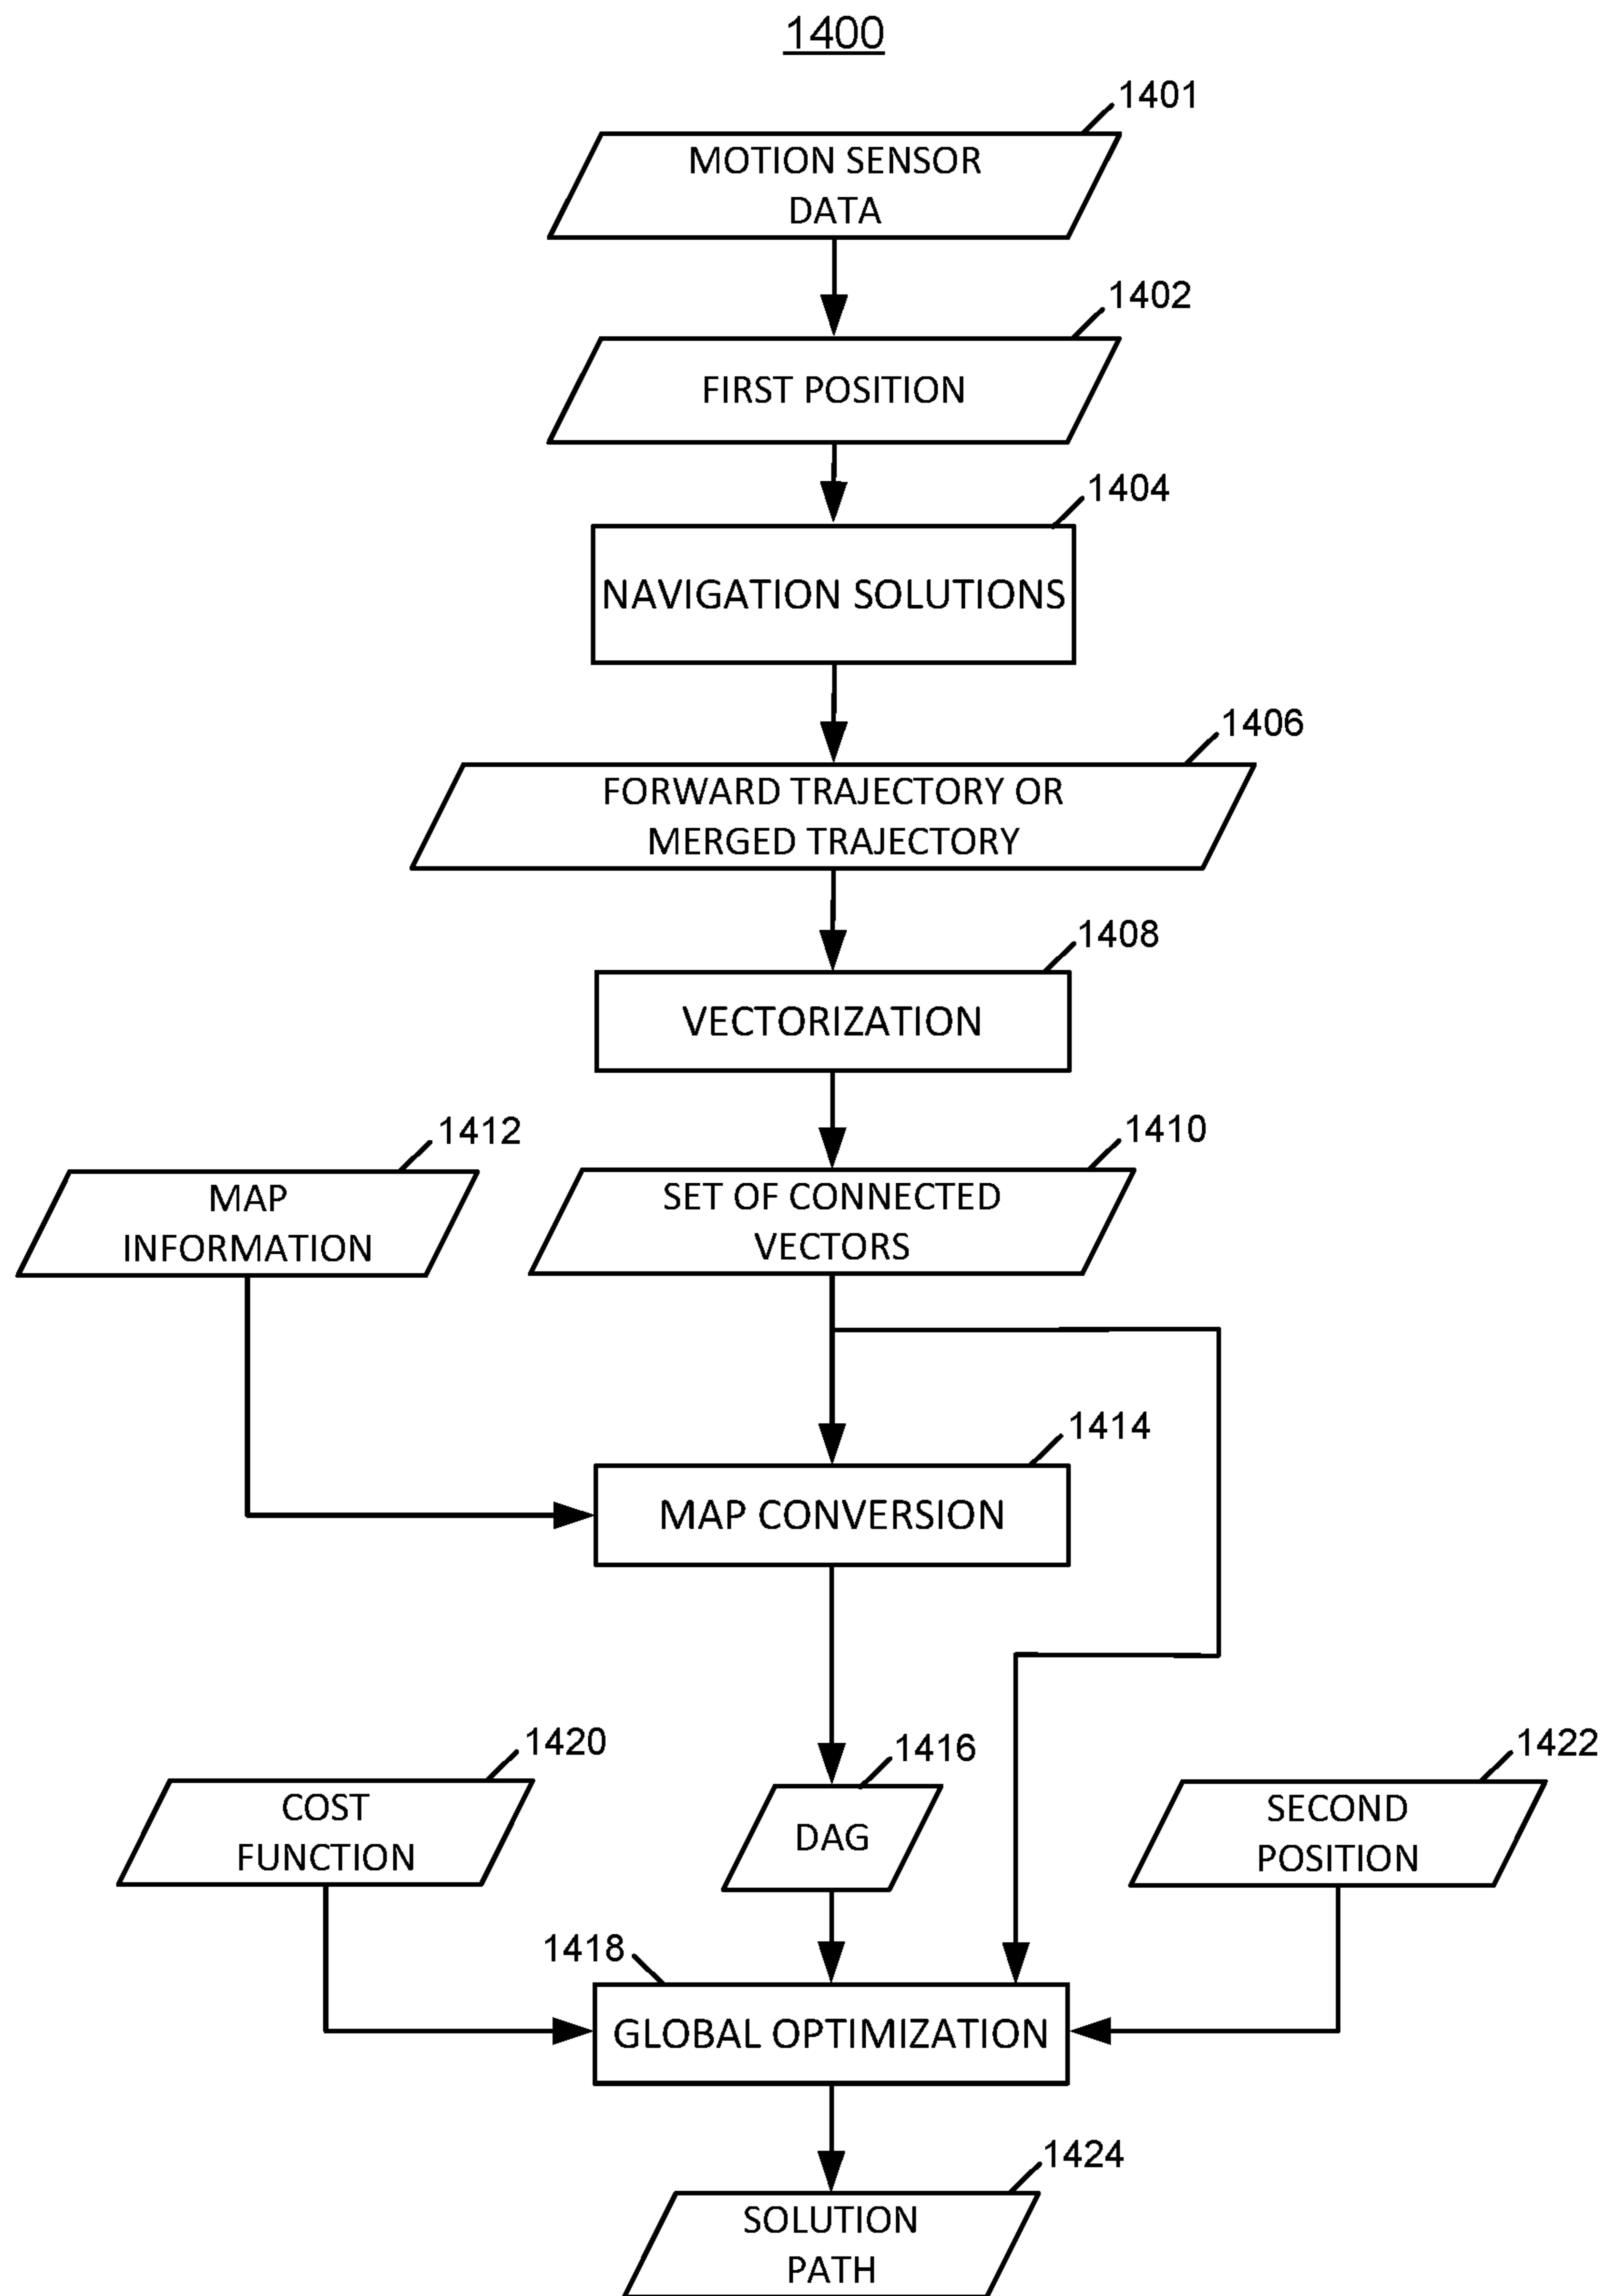 1400
1401
MOTION SENSOR
DATA
1402
FIRST POSITION
1404
NAVIGATION SOLUTIONS
1406
FORWARD TRAJECTORY OR
MERGED TRAJECTORY
1408
VECTORIZATION
1412
MAP
INFORMATION
1410
SET OF CONNECTED
VECTORS
1414
MAP CONVERSION
1420
COST
FUNCTION
1416
DAG
1422
SECOND
POSITION
1418
GLOBAL OPTIMIZATION
1424
SOLUTION
PATH